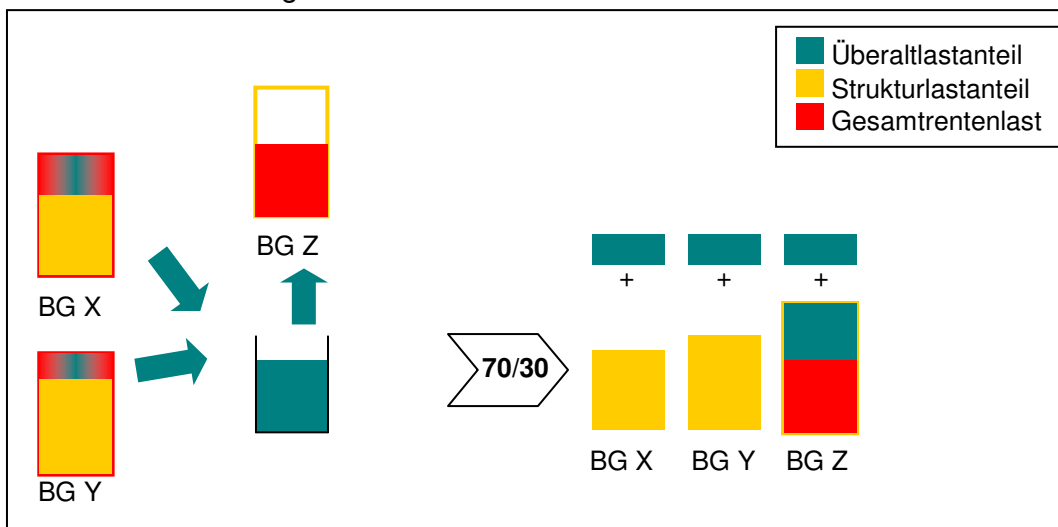 Überaltlastanteil
Strukturlastanteil
Gesamtrentenlast
BG Z
BG X
BG Y
70/30
+ + +
BG X BG Y BG Z